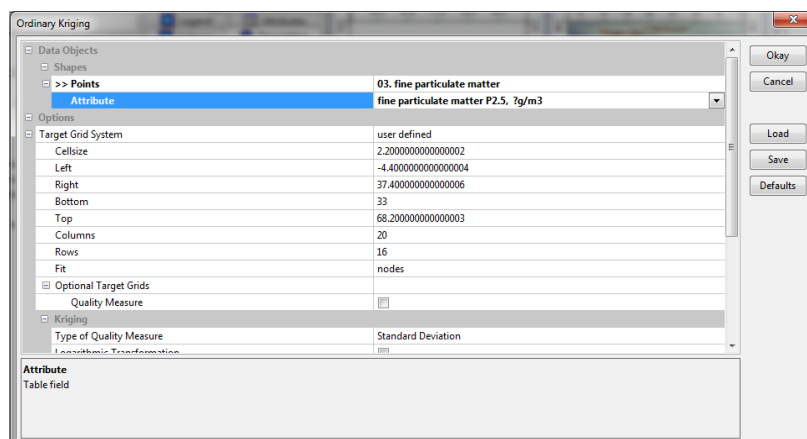 Ordinary Kriging
Data Objects
Shapes
>> Points 03. fine particulate matter
Attribute fine particulate matter P2.5, ?g/m3
Options
Target Grid System user defined
Cellsize 2.2000000000000002
Left -4.4000000000000004
Right 37.400000000000006
Bottom 33
Top 68.200000000000003
Columns 20
Rows 16
Fit nodes
Optional Target Grids
Quality Measure
Kriging
Type of Quality Measure Standard Deviation
Logarithmic Transformation
Attribute
Table field
Okay
Cancel
Load
Save
Defaults